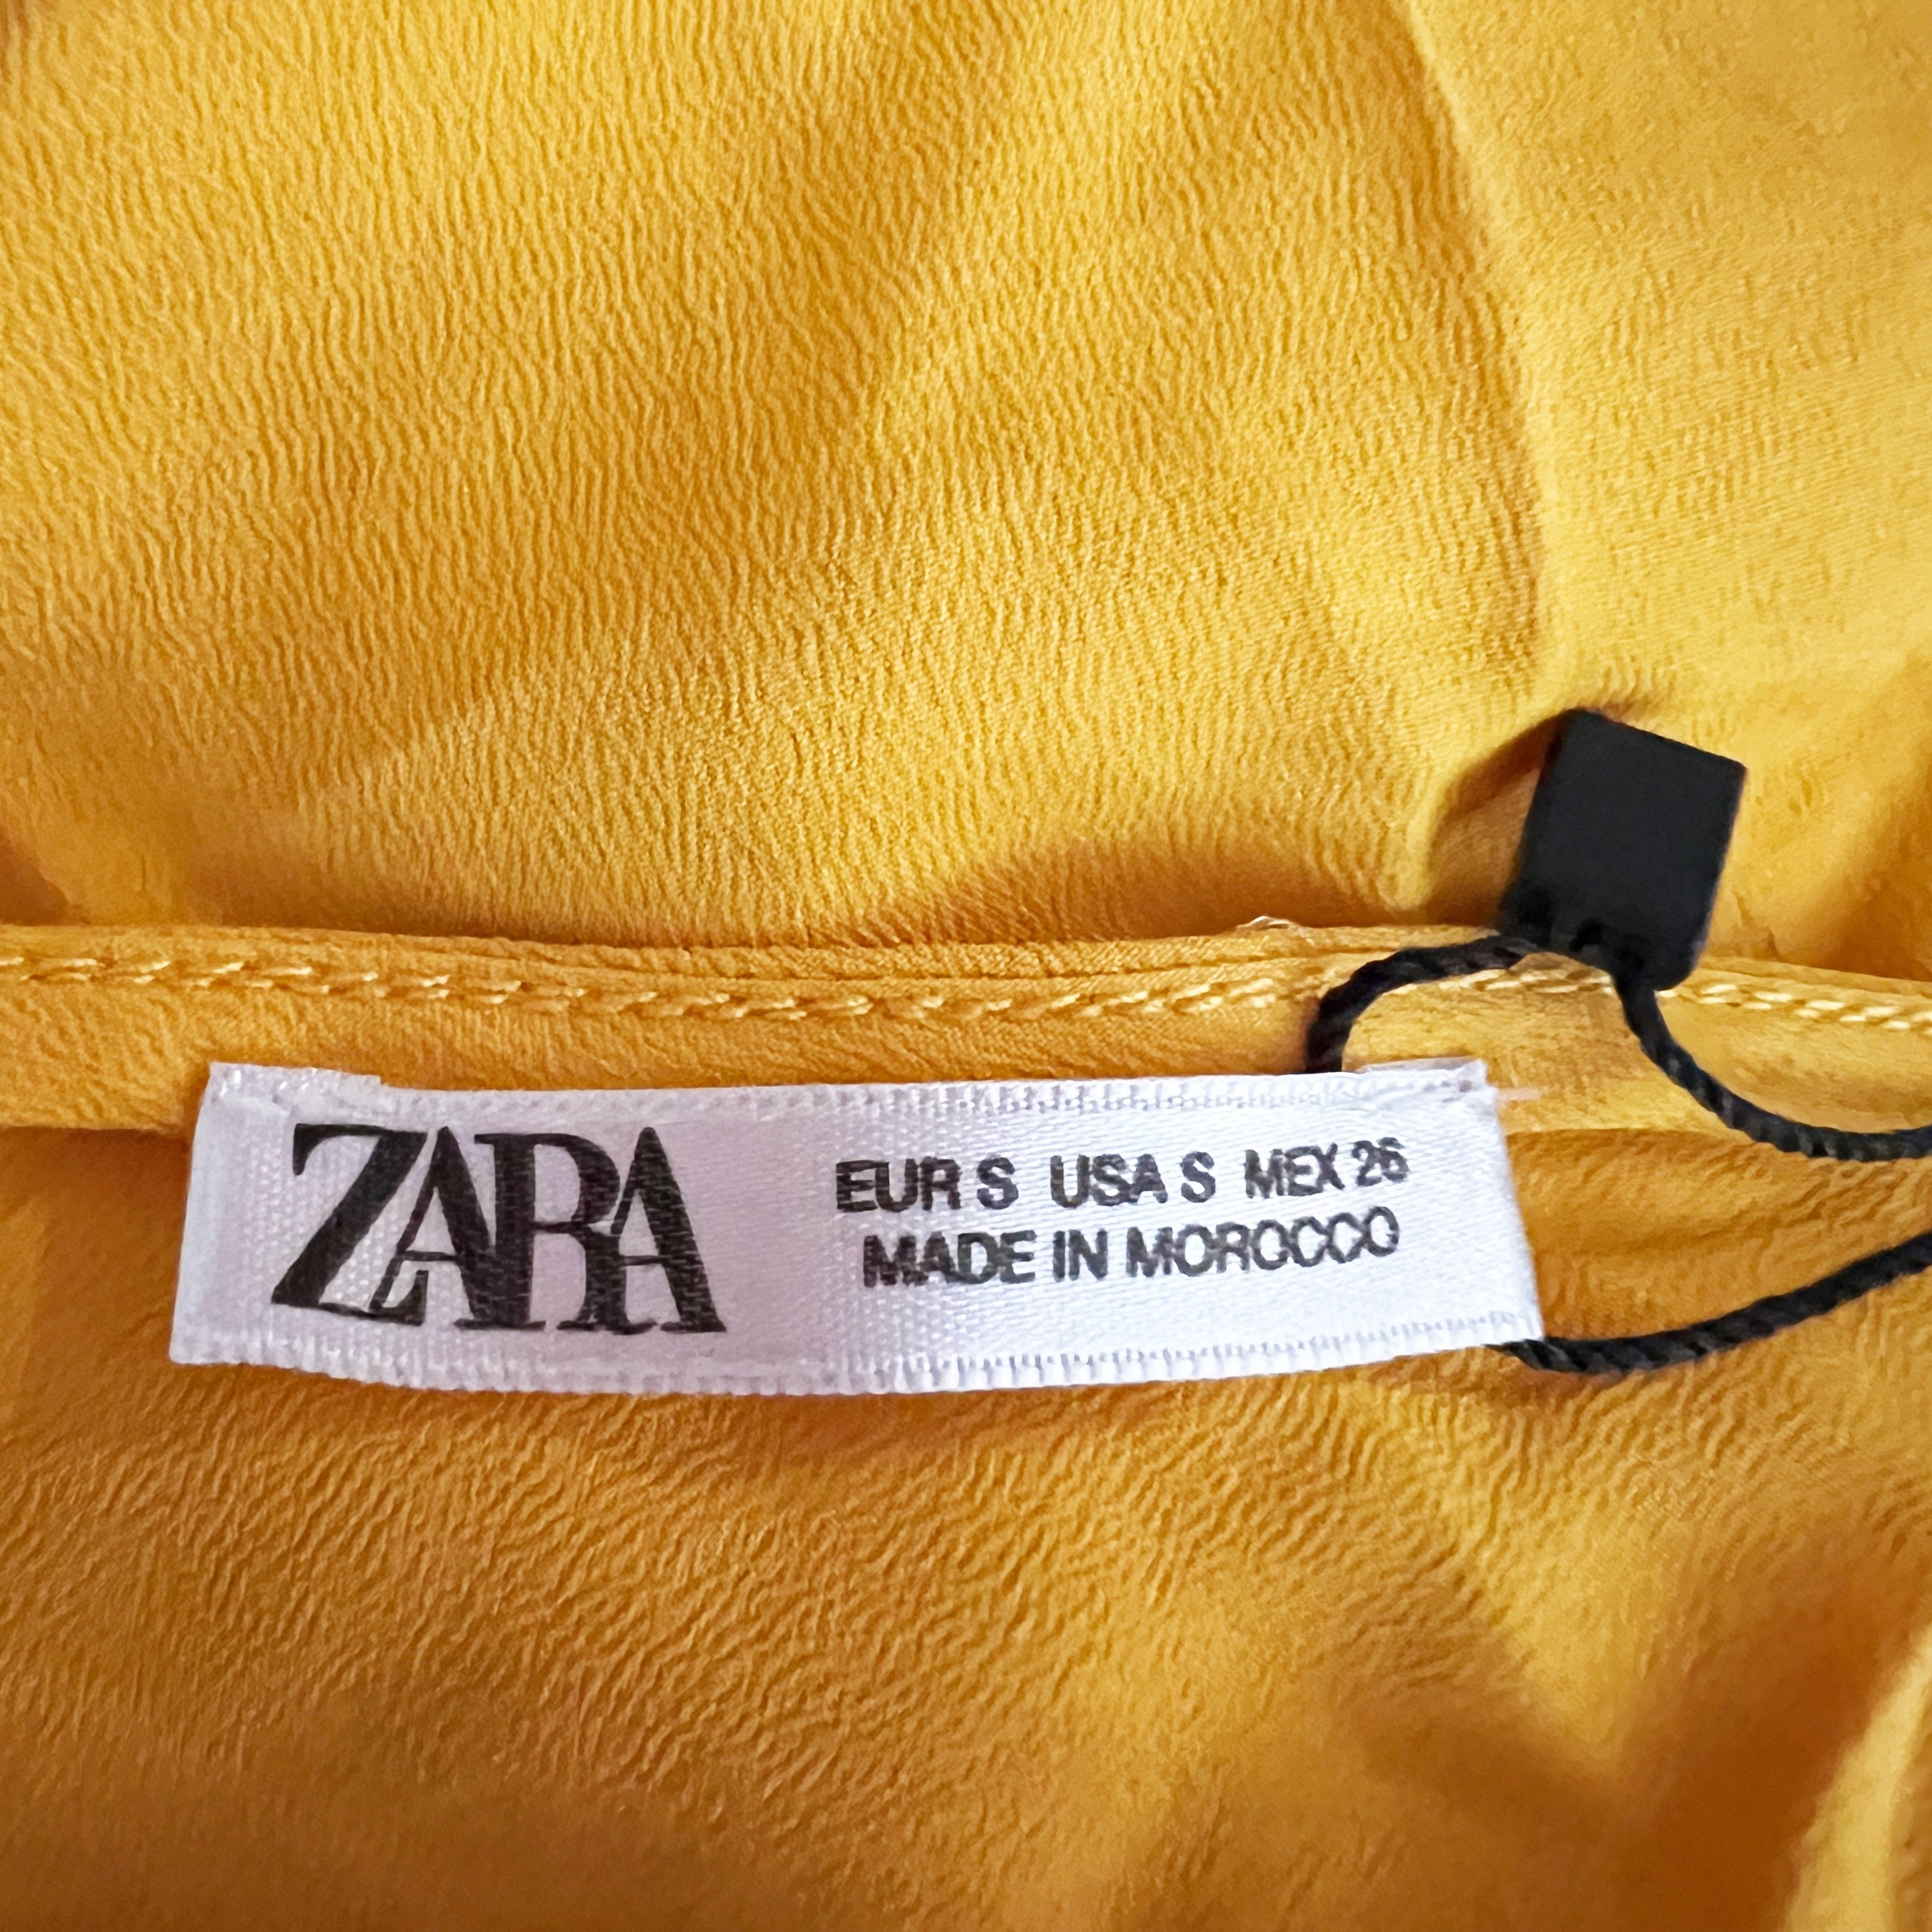 ZARA
EUR S USA S MEX 26
MADE IN MOROCCO